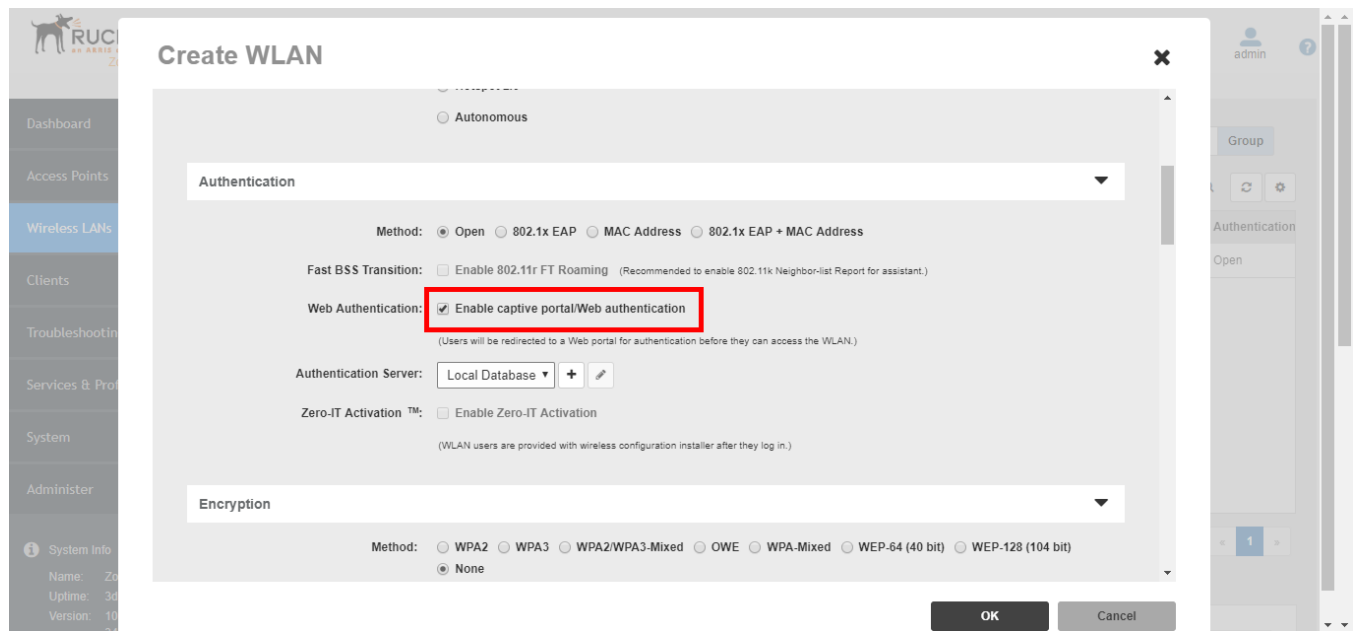 RUC
admin
Create WLAN
Autonomous
Dashboard
Group
Access Points
Authentication
Wireless LANs
Method: Open 802.1x EAP MAC Address 802.1x EAP + MAC Address
Authentication
Fast BSS Transition: Enable 802.11r FT Roaming (Recommended to enable 802.11k Neighbor-list Report for assistant.)
Open
Clients
Web Authentication: Enable captive portal/Web authentication
Troubleshootin
(Users will be redirected to a Web portal for authentication before they can access the WLAN.)
Authentication Server: Local Database
Services & Prof
Zero-IT Activation ™: Enable Zero-IT Activation
System
(WLAN users are provided with wireless configuration installer after they log in.)
Administer
Encryption
System Info
Method: WPA2 WPA3 WPA2/WPA3-Mixed OWE WPA-Mixed WEP-64 (40 bit) WEP-128 (104 bit)
« 1 »
None
Name: Zo
Uptime: 3d
Version: 10
OK Cancel